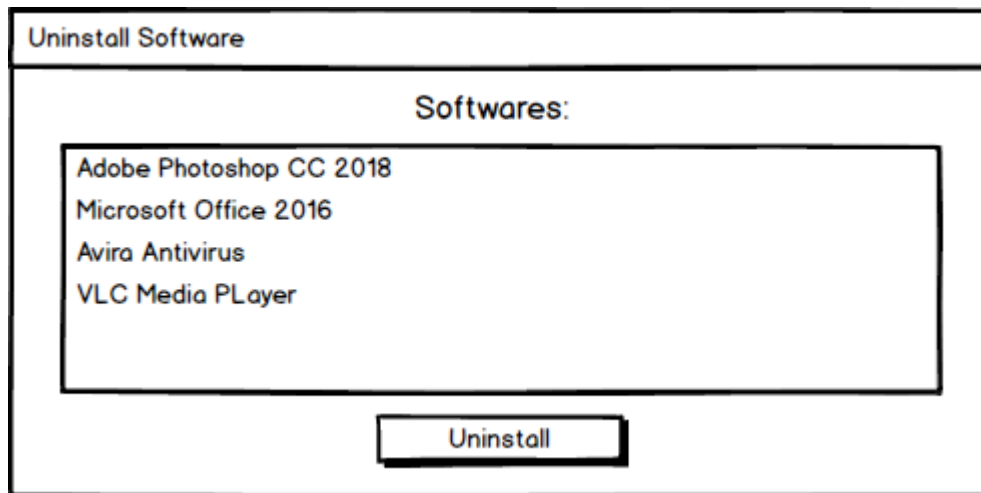 Uninstall Software
Softwares:
Adobe Photoshop CC 2018
Microsoft Office 2016
Avira Antivirus
VLC Media PLayer
Uninstall